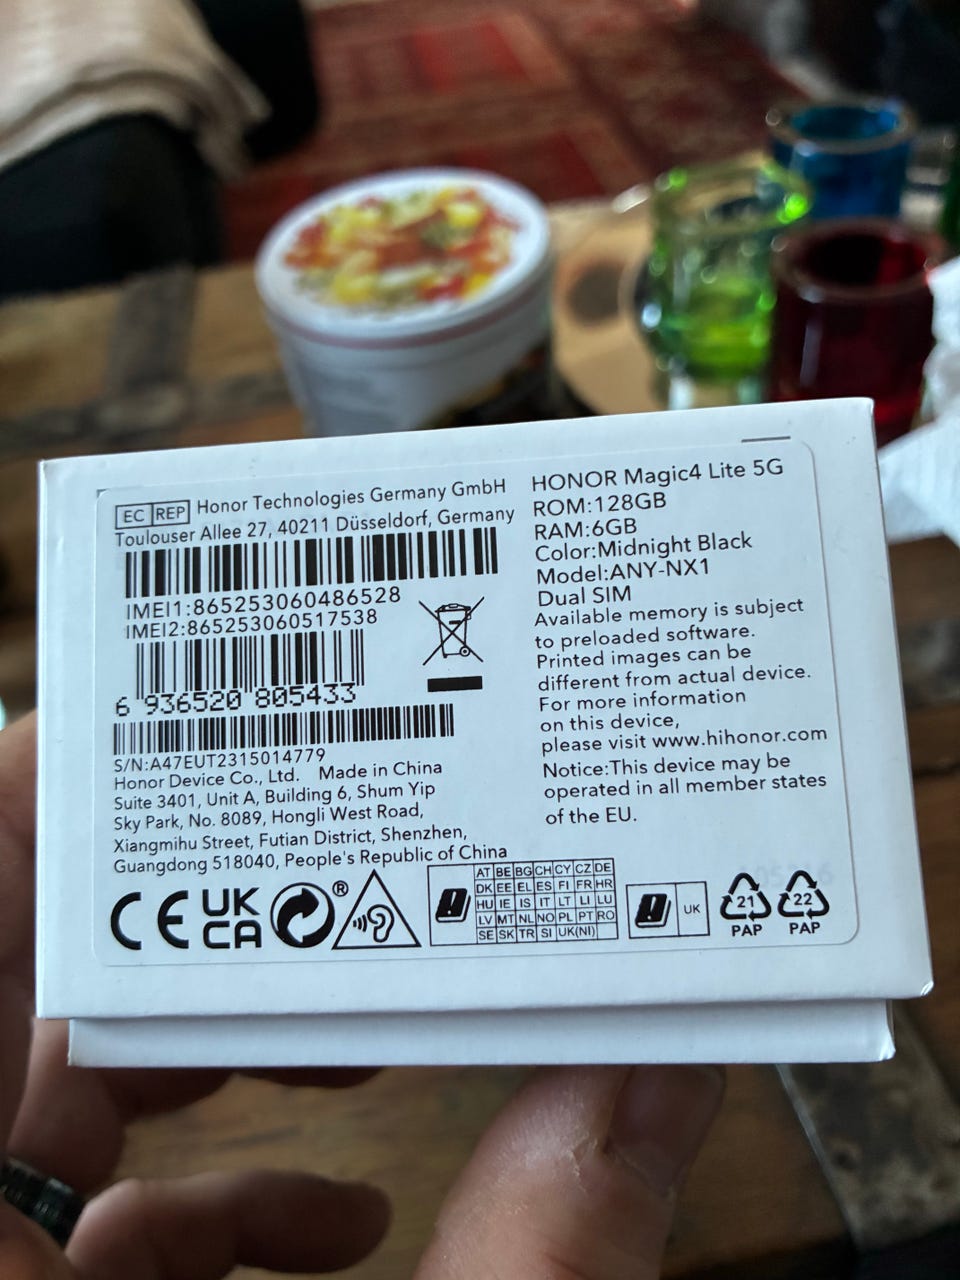 EC REP Honor Technologies Germany GmbH
Toulouser Allee 27, 40211 Düsseldorf, Germany
IMEI1:865253060486528
IMEI2:865253060517538
6 936520 805433
S/N:A47EUT2315014779
Honor Device Co., Ltd. Made in China
Suite 3401, Unit A, Building 6, Shum Yip
Sky Park, No. 8089, Hongli West Road,
Xiangmihu Street, Futian District, Shenzhen,
Guangdong 518040, People's Republic of China
HONOR Magic4 Lite 5G
ROM:128GB
RAM:6GB
Color:Midnight Black
Model:ANY-NX1
Dual SIM
Available memory is subject
to preloaded software.
Printed images can be
different from actual device.
For more information
on this device,
please visit www.hihonor.com
Notice:This device may be
operated in all member states
of the EU.
CE UK CA ®
AT BE BG CH CY CZ DE
DK EE EL ES FI FR HR
HU IE IS IT LT LI LU
LV MT NL NO PL PT RO
SE SK TR SI UK(NI)
UK
21 PAP
22 PAP